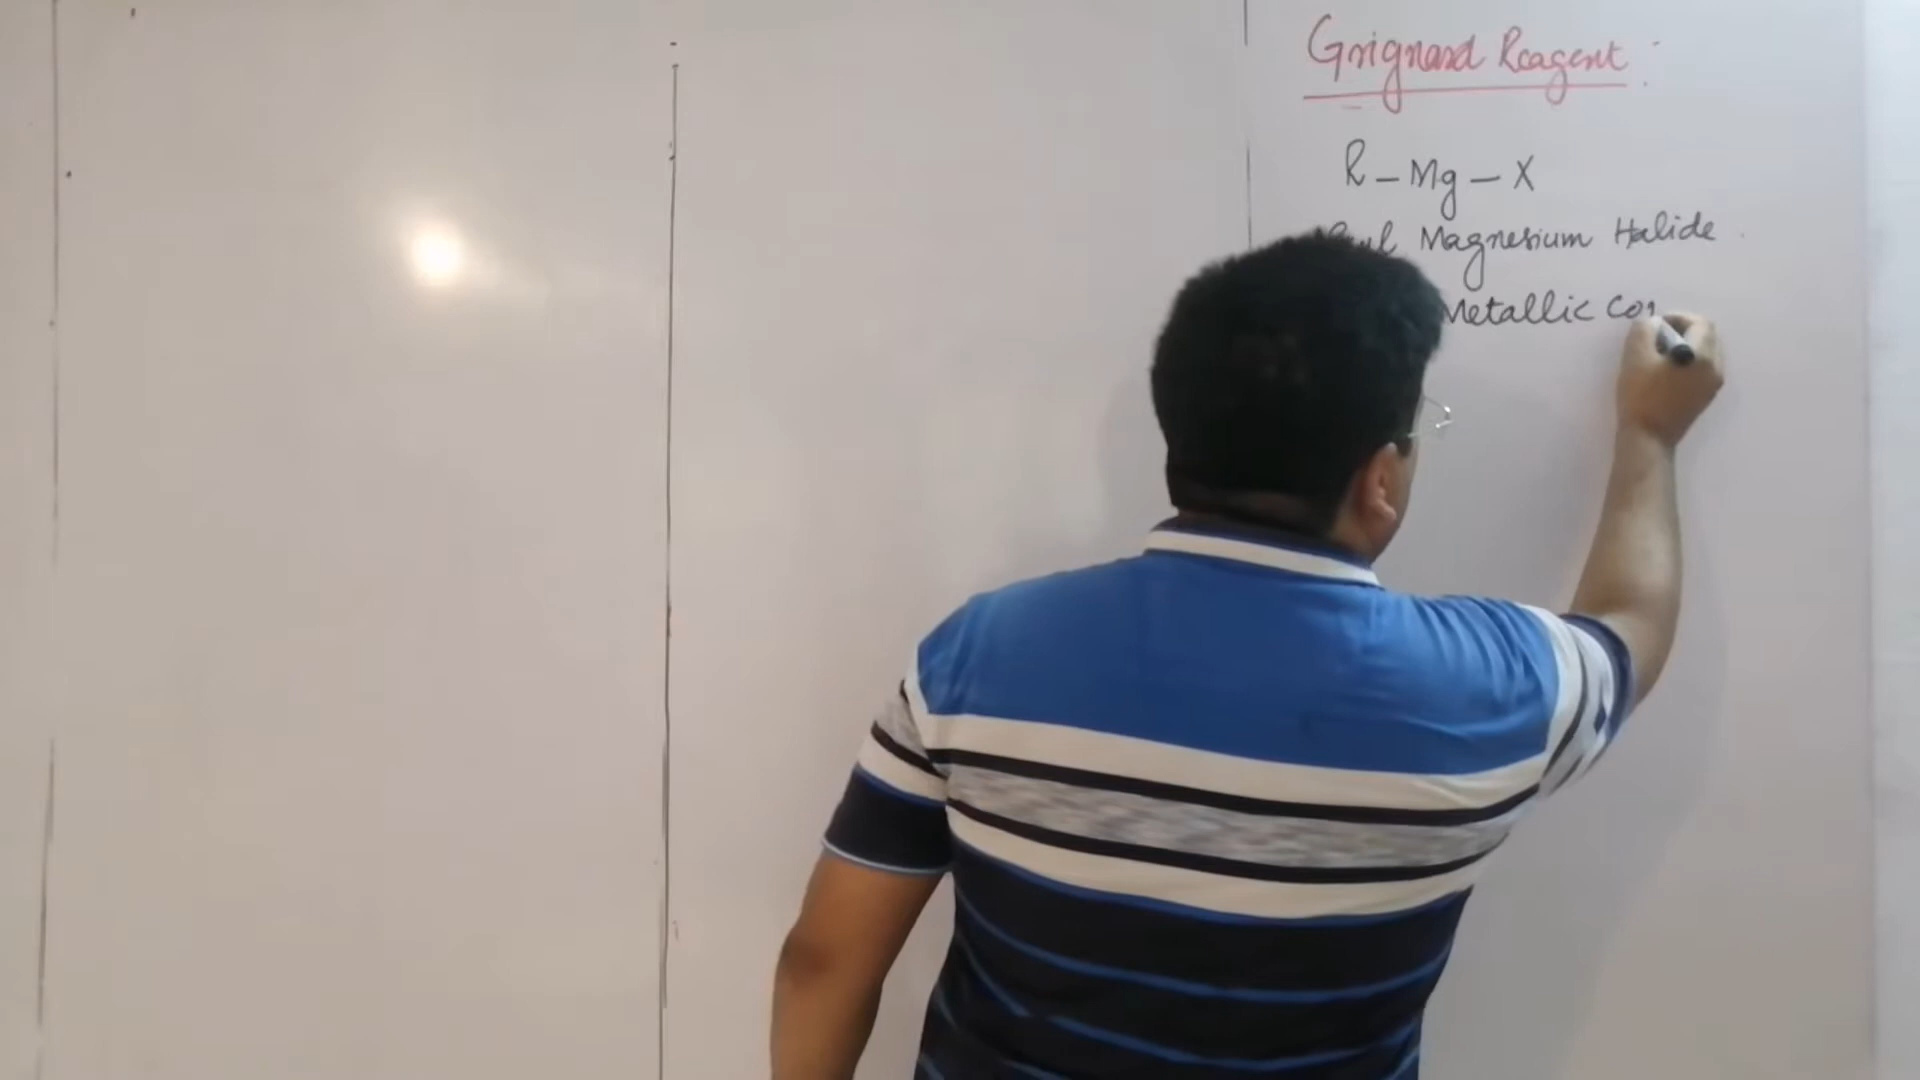 Grignard Reagent :
R - Mg - X
Magnesium Halide
Metallic